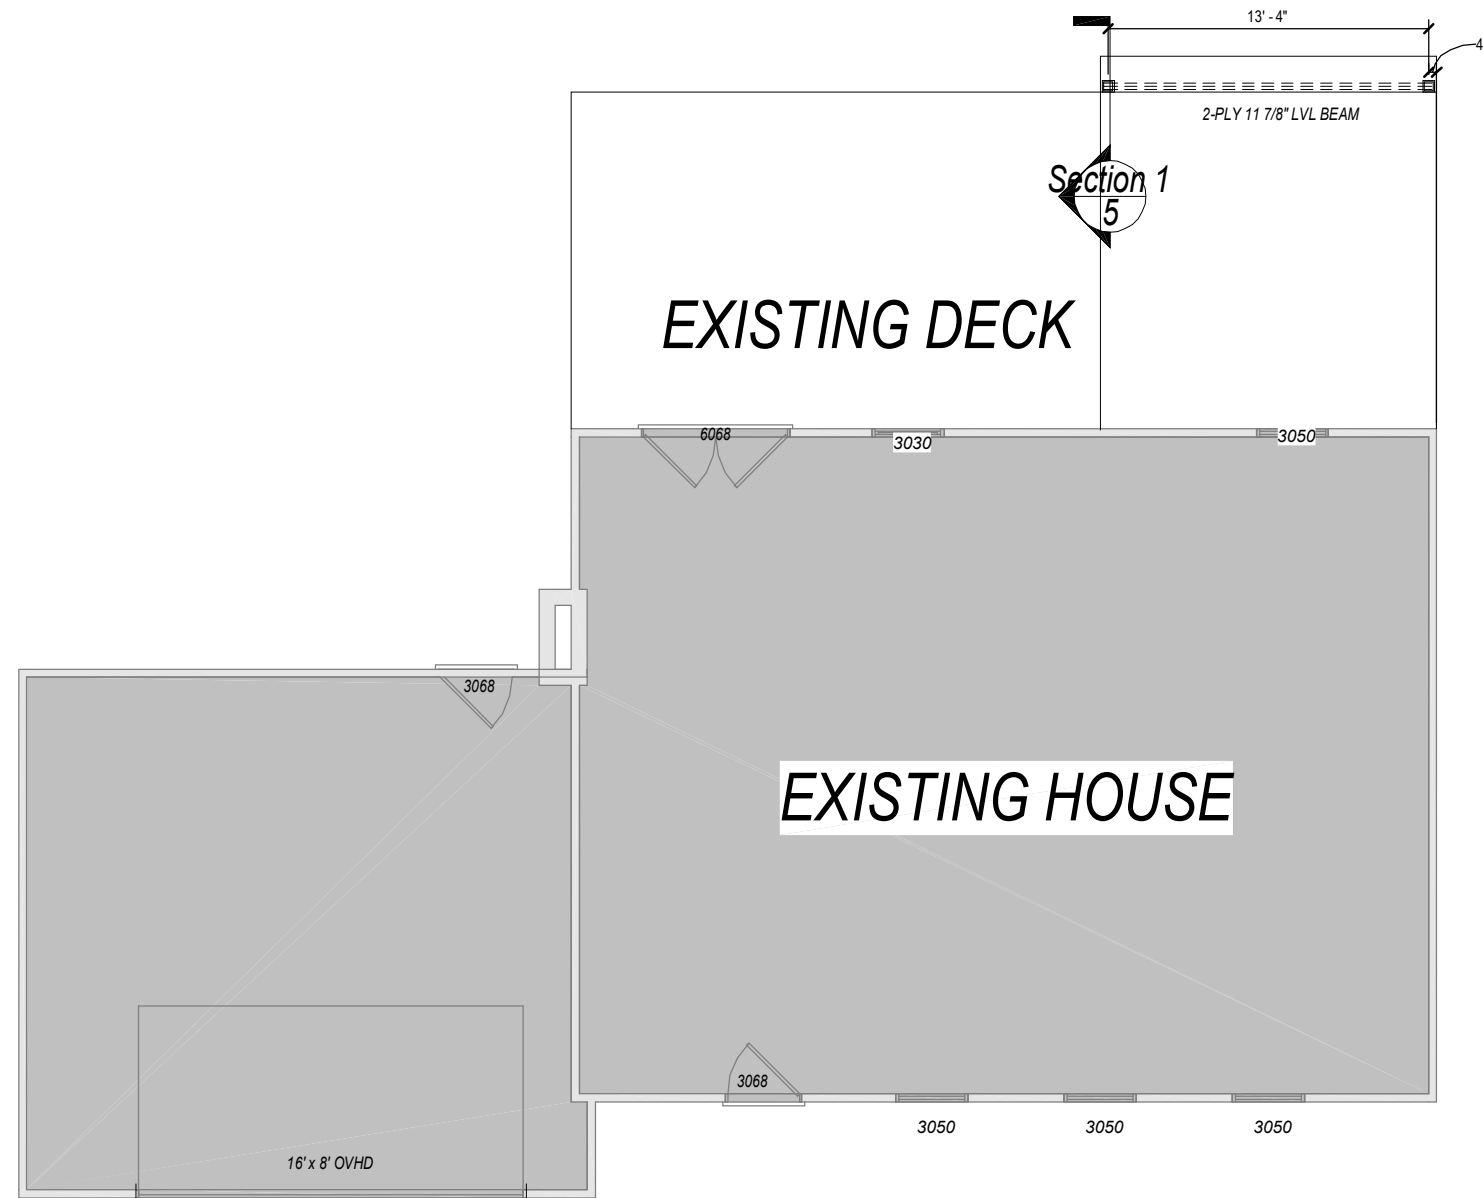 13' - 4"
4
2-PLY 11 7/8" LVL BEAM
Section 1
5
EXISTING DECK
6068
3030
3050
3068
EXISTING HOUSE
3068
3050
3050
3050
16' x 8' OVHD